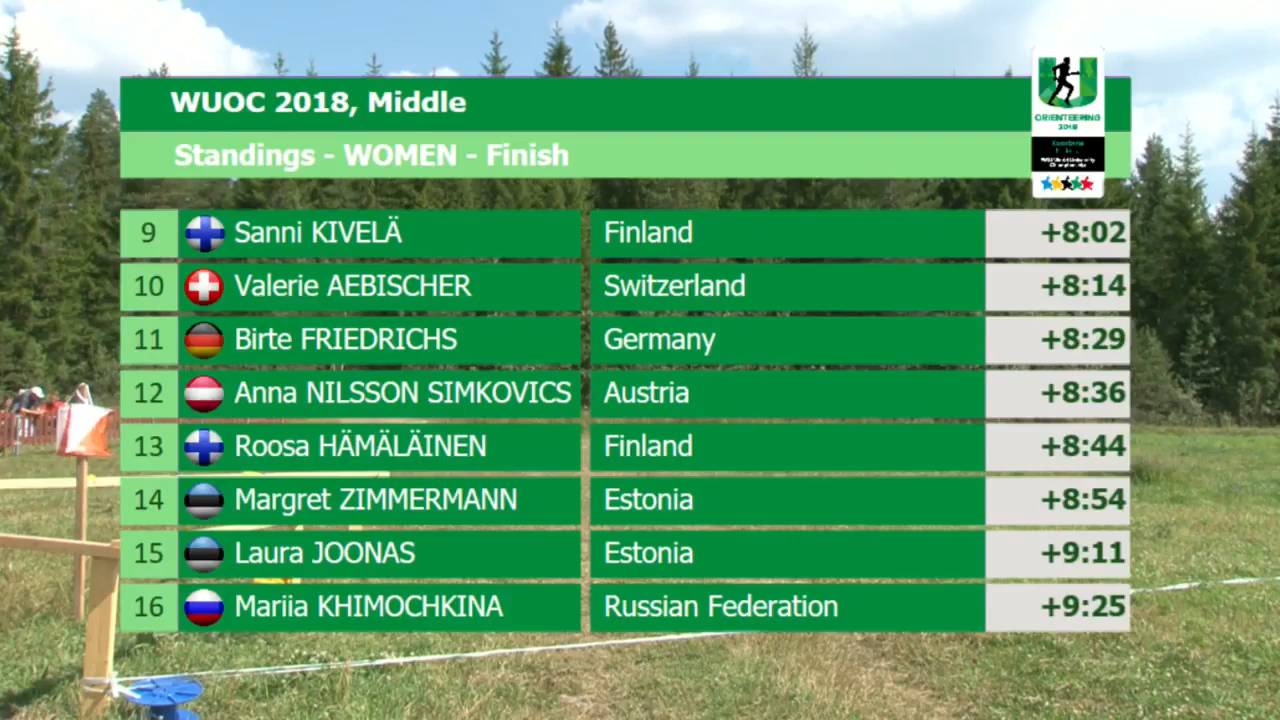 WUOC 2018, Middle
Standings - WOMEN - Finish
ORIENTEERING
2018
9 Sanni KIVELÄ Finland +8:02
10 Valerie AEBISCHER Switzerland +8:14
11 Birte FRIEDRICHS Germany +8:29
12 Anna NILSSON SIMKOVICS Austria +8:36
13 Roosa HÄMÄLÄINEN Finland +8:44
14 Margret ZIMMERMANN Estonia +8:54
15 Laura JOONAS Estonia +9:11
16 Mariia KHIMOCHKINA Russian Federation +9:25